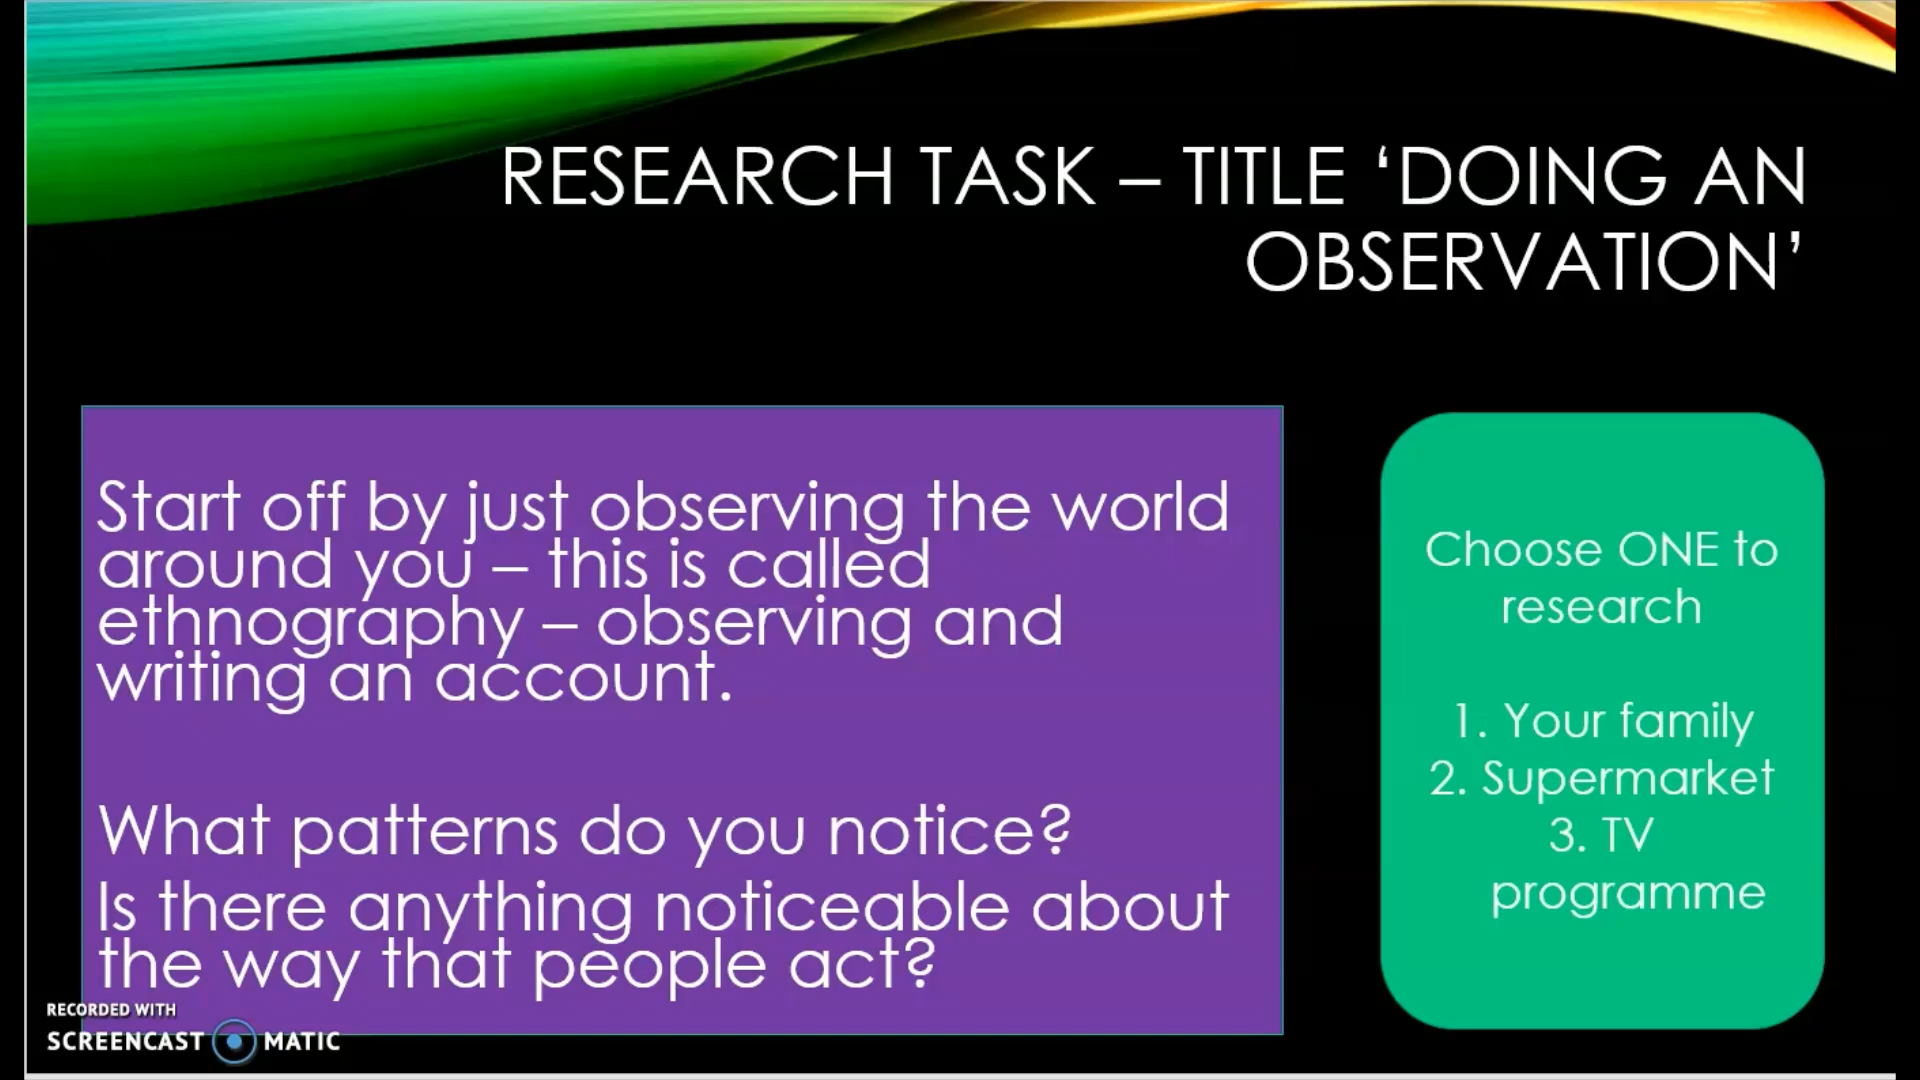 RESEARCH TASK – TITLE ‘DOING AN
OBSERVATION’
Start off by just observing the world
around you – this is called
ethnography – observing and
writing an account.
What patterns do you notice?
Is there anything noticeable about
the way that people act?
Choose ONE to
research
1. Your family
2. Supermarket
3. TV
programme
RECORDED WITH
SCREENCAST MATIC